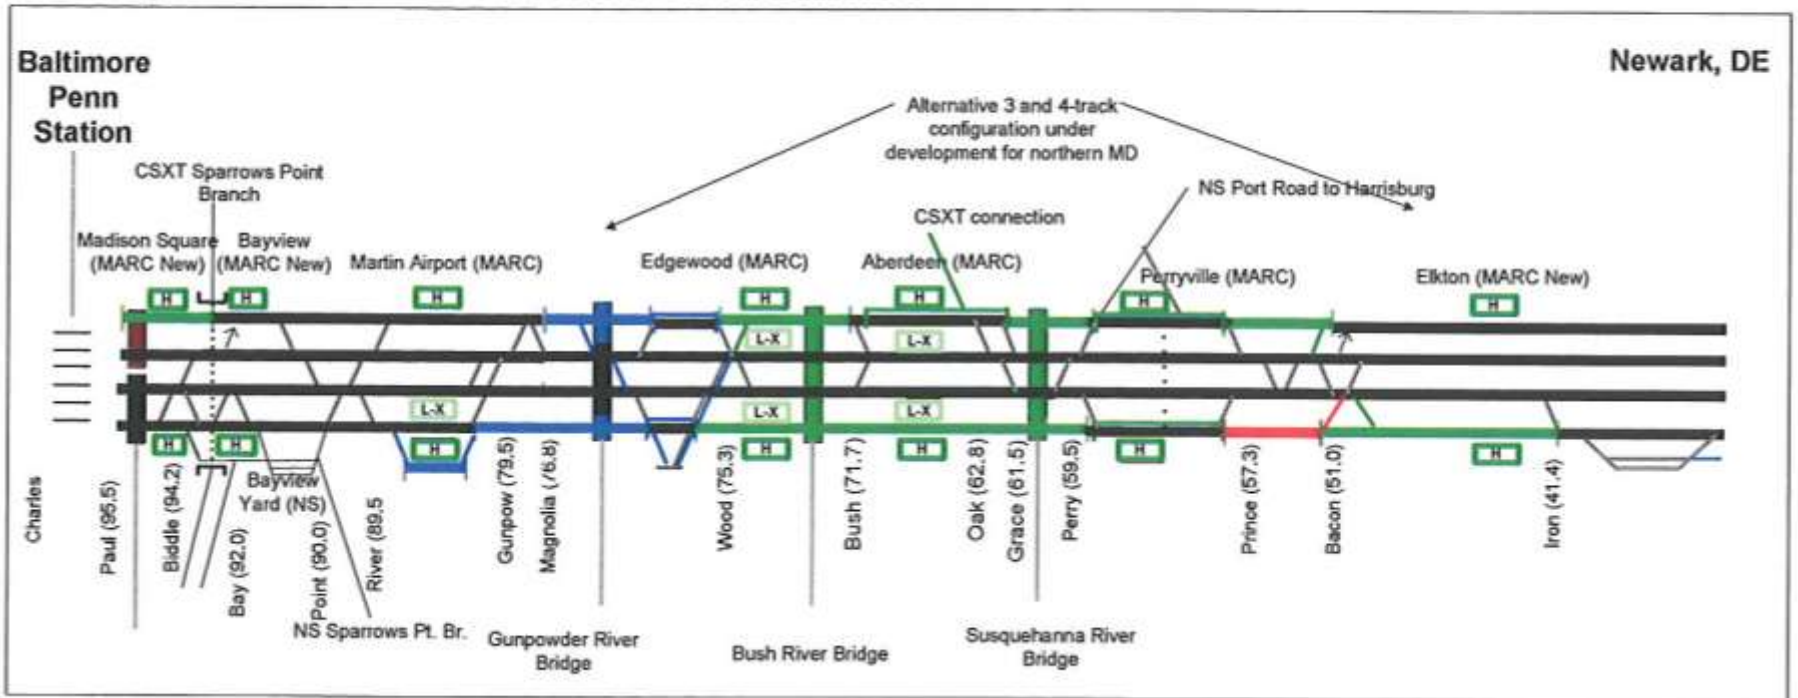 Baltimore
Penn
Station
Newark, DE
Alternative 3 and 4-track
configuration under
development for northern MD
CSXT Sparrows Point
Branch
NS Port Road to Harrisburg
CSXT connection
Madison Square
(MARC New)
Bayview
(MARC New)
Martin Airport (MARC)
Edgewood (MARC)
Aberdeen (MARC)
Perryville (MARC)
Elkton (MARC New)
H
H
H
H
H
H
H
L-X
L-X
L-X
L-X
L-X
H
H
H
H
H
H
H
Charles
Paul (95.5)
Biddle (94.2)
Bay (92.0)
Bayview
Yard (NS)
Point (90.0)
River (89.5
Gunpow (79.5)
Magnolia (76.8)
Wood (75.3)
Bush (71.7)
Oak (62.8)
Grace (61.5)
Perry (59.5)
Prince (57.3)
Bacon (51.0)
Iron (41.4)
NS Sparrows Pt. Br.
Gunpowder River
Bridge
Bush River Bridge
Susquehanna River
Bridge